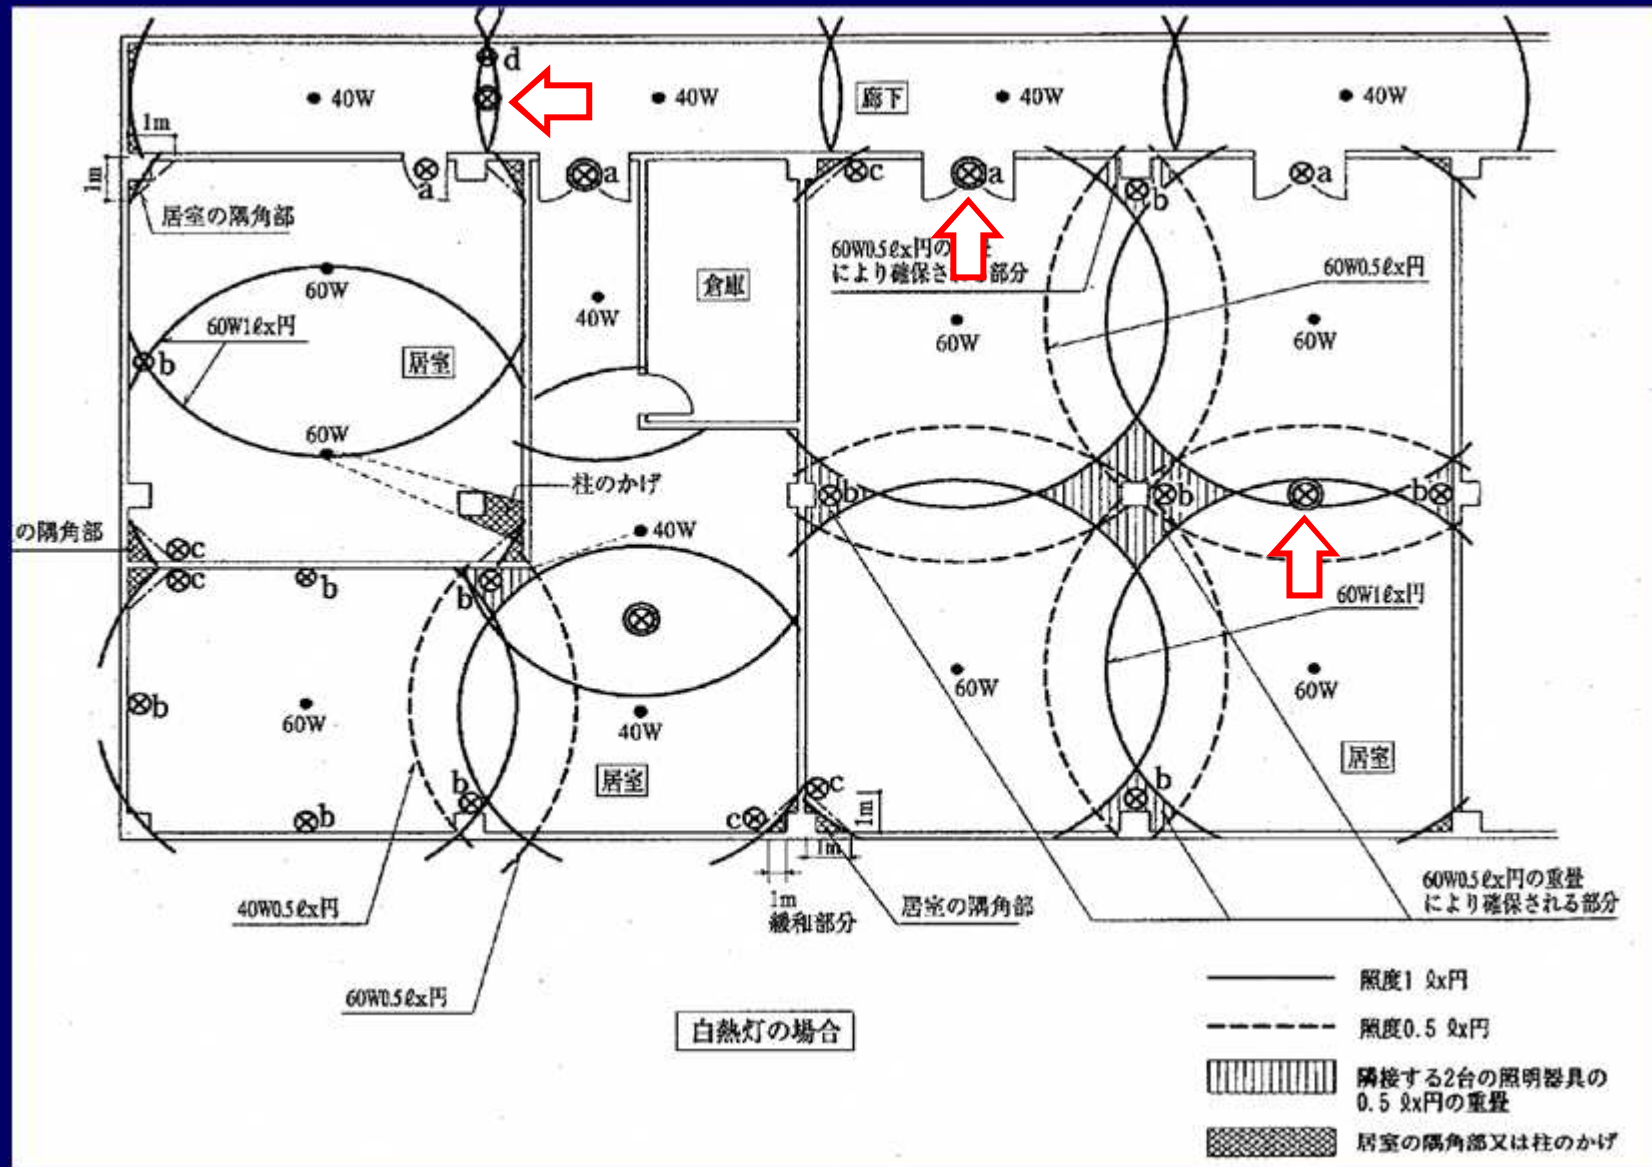 d
40W
40W
廊下
40W
40W
1m
1m
a
a
c
a
b
a
居室の隅角部
60W0.5ℓx円の
により確保さ
部分
60W0.5ℓx円
60W
倉庫
40W
60W1ℓx円
居室
b
60W
60W
60W
柱のかげ
b
b
b
の隅角部
c
40W
c
b
b
60W1ℓx円
b
60W
40W
60W
60W
居室
居室
b
b
b
c
c
1m
1m
1m
緩和部分
居室の隅角部
40W0.5ℓx円
60W0.5ℓx円の重畳
により確保される部分
60W0.5ℓx円
白熱灯の場合
照度1 ℓx円
照度0.5 ℓx円
隣接する2台の照明器具の
0.5 ℓx円の重畳
居室の隅角部又は柱のかげ